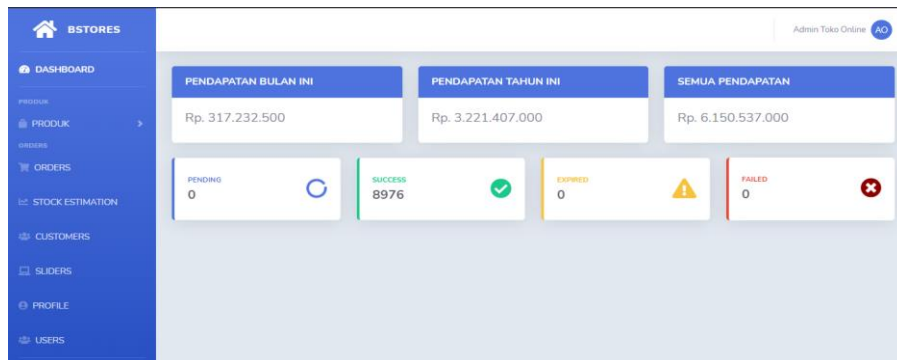 BSTORES
Admin Toko Online AO
DASHBOARD
PRODUK
PRODUK
ORDERS
ORDERS
STOCK ESTIMATION
CUSTOMERS
SLIDERS
PROFILE
USERS
PENDAPATAN BULAN INI
Rp. 317.232.500
PENDAPATAN TAHUN INI
Rp. 3.221.407.000
SEMUA PENDAPATAN
Rp. 6.150.537.000
PENDING
0
SUCCESS
8976
EXPIRED
0
FAILED
0